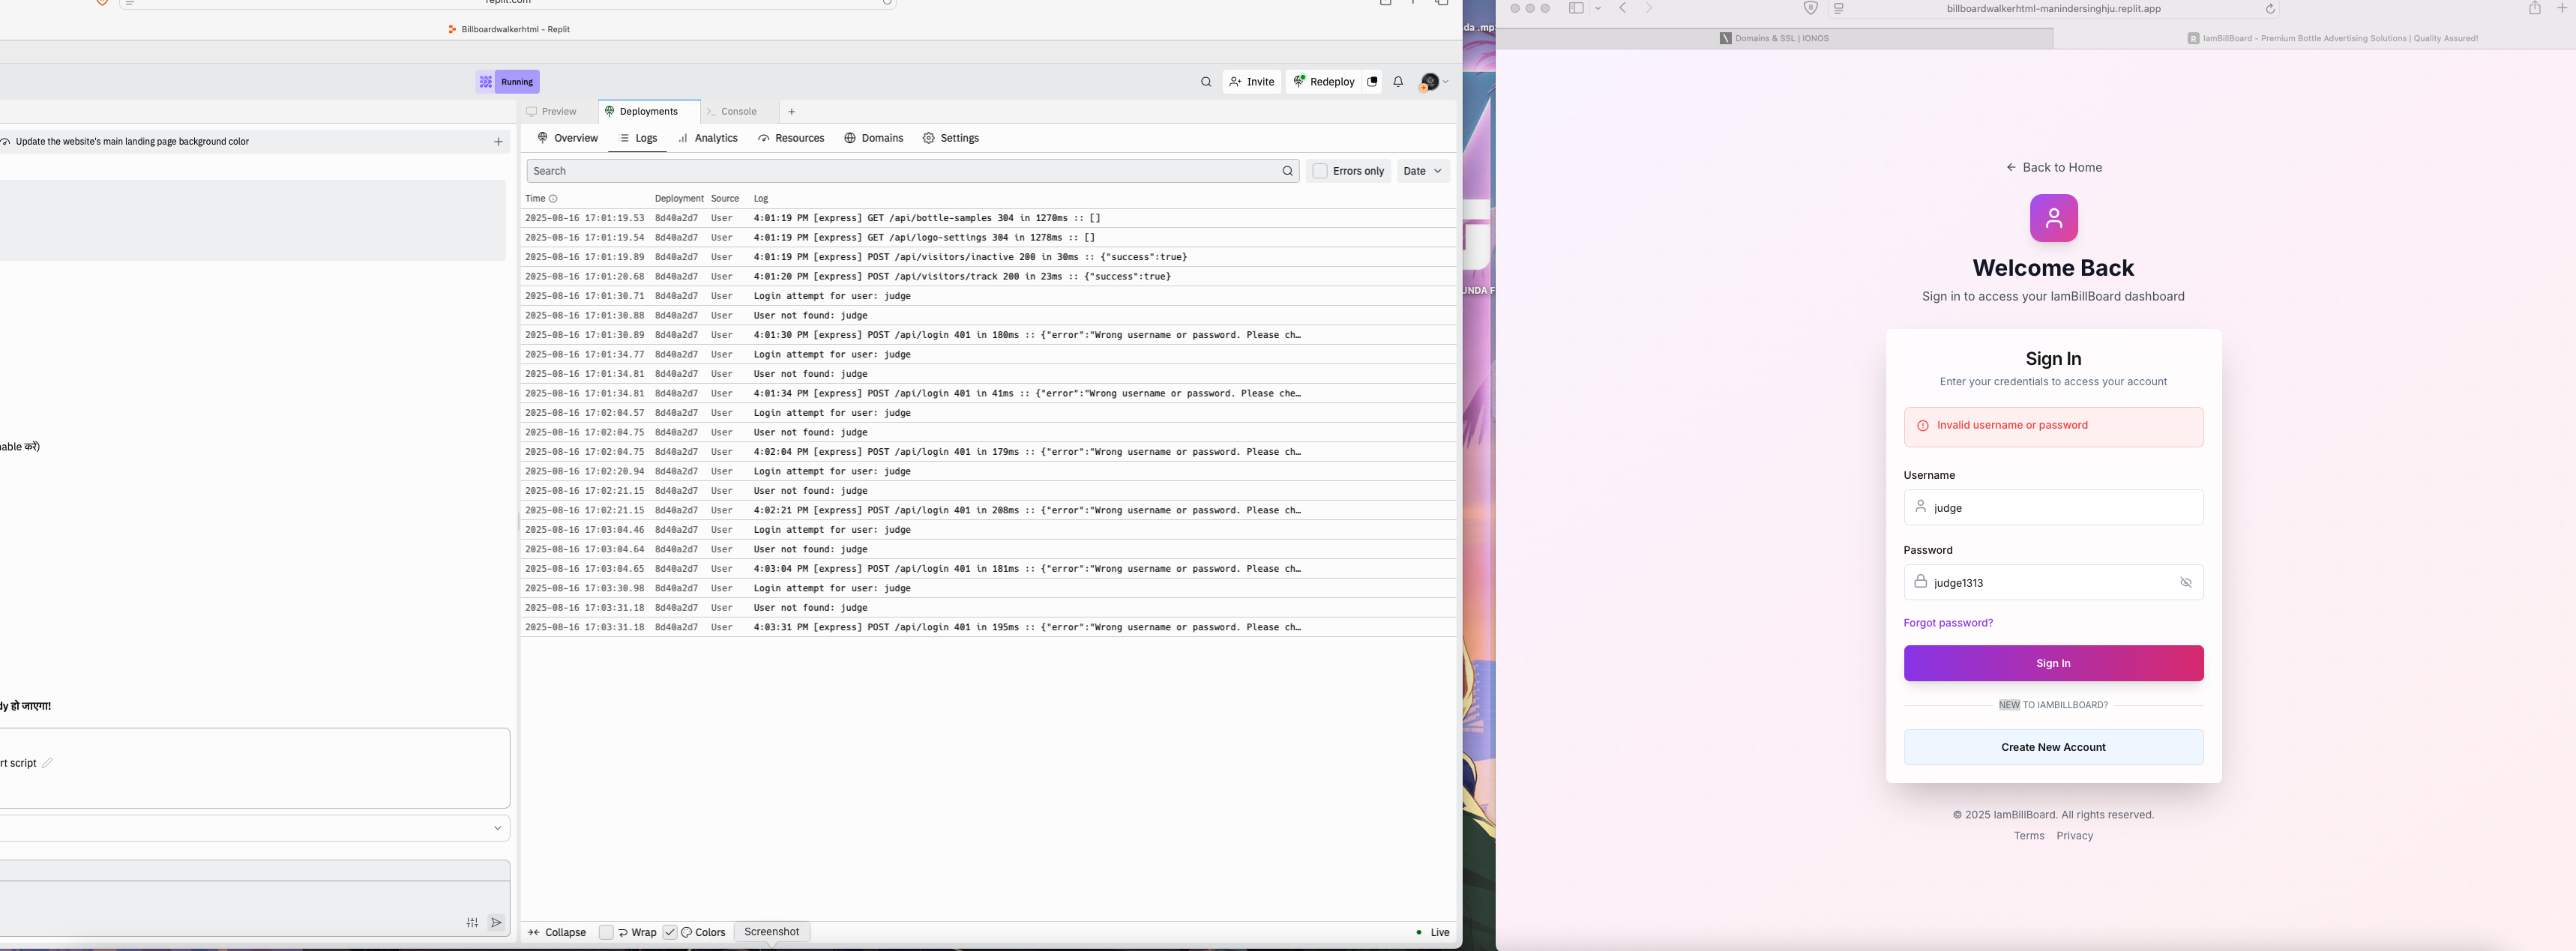 replit.com
Billboardwalkerhtml - Replit
Running
Invite
Redeploy
Preview
Deployments
Console
Update the website's main landing page background color
Overview
Logs
Analytics
Resources
Domains
Settings
Search
Errors only
Date
Time Deployment Source Log
2025-08-16 17:01:19.53 8d40a2d7 User 4:01:19 PM [express] GET /api/bottle-samples 304 in 1270ms :: []
2025-08-16 17:01:19.54 8d40a2d7 User 4:01:19 PM [express] GET /api/logo-settings 304 in 1278ms :: []
2025-08-16 17:01:19.89 8d40a2d7 User 4:01:19 PM [express] POST /api/visitors/inactive 200 in 30ms :: {"success":true}
2025-08-16 17:01:20.68 8d40a2d7 User 4:01:20 PM [express] POST /api/visitors/track 200 in 23ms :: {"success":true}
2025-08-16 17:01:30.71 8d40a2d7 User Login attempt for user: judge
2025-08-16 17:01:30.88 8d40a2d7 User User not found: judge
2025-08-16 17:01:30.89 8d40a2d7 User 4:01:30 PM [express] POST /api/login 401 in 180ms :: {"error":"Wrong username or password. Please ch…
2025-08-16 17:01:34.77 8d40a2d7 User Login attempt for user: judge
2025-08-16 17:01:34.81 8d40a2d7 User User not found: judge
2025-08-16 17:01:34.81 8d40a2d7 User 4:01:34 PM [express] POST /api/login 401 in 41ms :: {"error":"Wrong username or password. Please che…
2025-08-16 17:02:04.57 8d40a2d7 User Login attempt for user: judge
2025-08-16 17:02:04.75 8d40a2d7 User User not found: judge
2025-08-16 17:02:04.75 8d40a2d7 User 4:02:04 PM [express] POST /api/login 401 in 179ms :: {"error":"Wrong username or password. Please ch…
2025-08-16 17:02:20.94 8d40a2d7 User Login attempt for user: judge
2025-08-16 17:02:21.15 8d40a2d7 User User not found: judge
2025-08-16 17:02:21.15 8d40a2d7 User 4:02:21 PM [express] POST /api/login 401 in 208ms :: {"error":"Wrong username or password. Please ch…
2025-08-16 17:03:04.46 8d40a2d7 User Login attempt for user: judge
2025-08-16 17:03:04.64 8d40a2d7 User User not found: judge
2025-08-16 17:03:04.65 8d40a2d7 User 4:03:04 PM [express] POST /api/login 401 in 181ms :: {"error":"Wrong username or password. Please ch…
2025-08-16 17:03:30.98 8d40a2d7 User Login attempt for user: judge
2025-08-16 17:03:31.18 8d40a2d7 User User not found: judge
2025-08-16 17:03:31.18 8d40a2d7 User 4:03:31 PM [express] POST /api/login 401 in 195ms :: {"error":"Wrong username or password. Please ch…
nable करें)
dy हो जाएगा!
rt script
Collapse
Wrap
Colors
Screenshot
Live
nda .mp
UNDA F
billboardwalkerhtml-manindersinghju.replit.app
Domains & SSL | IONOS
IamBillBoard - Premium Bottle Advertising Solutions | Quality Assured!
Back to Home
Welcome Back
Sign in to access your IamBillBoard dashboard
Sign In
Enter your credentials to access your account
Invalid username or password
Username
judge
Password
judge1313
Forgot password?
Sign In
NEW TO IAMBILLBOARD?
Create New Account
© 2025 IamBillBoard. All rights reserved.
Terms Privacy